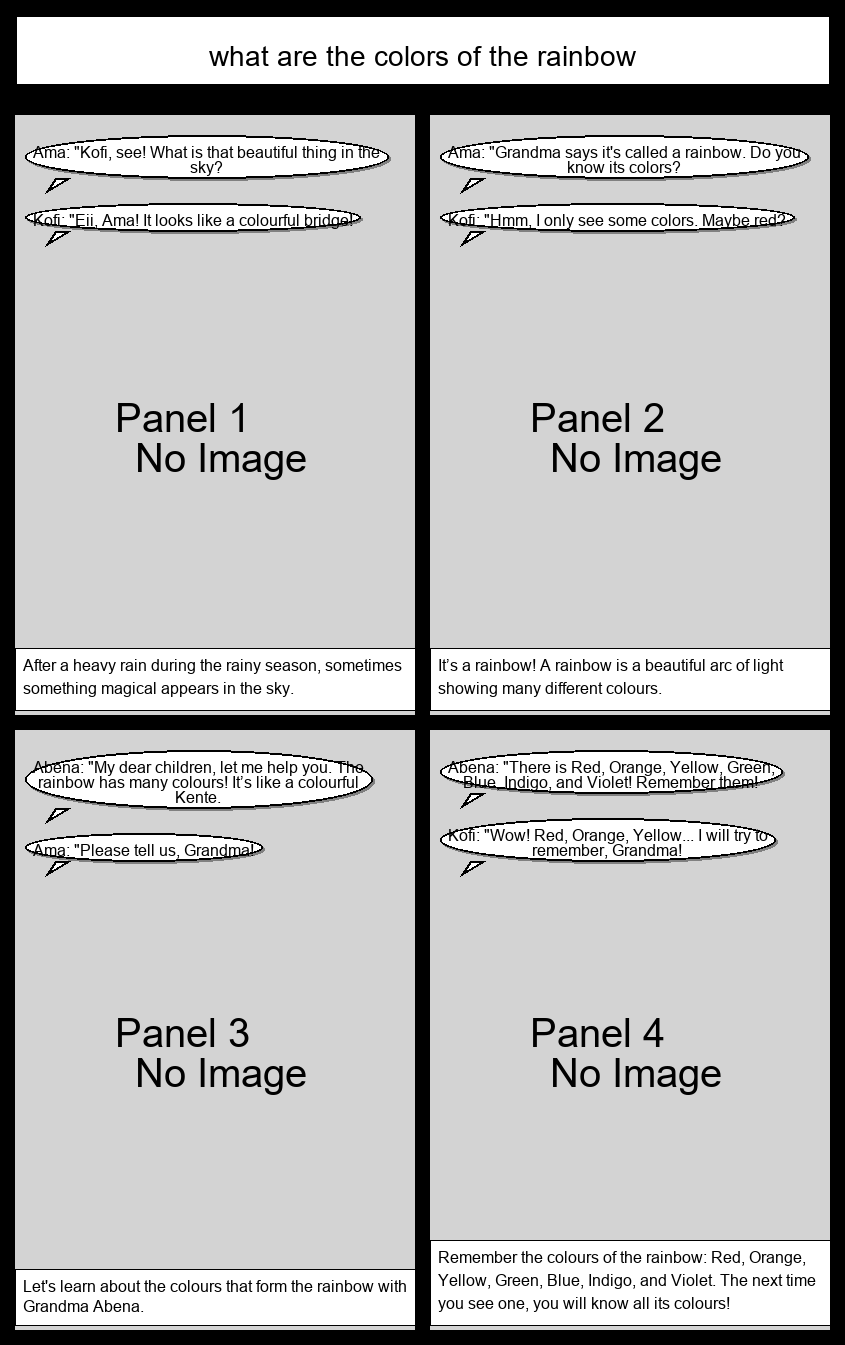 what are the colors of the rainbow
Ama: "Kofi, see! What is that beautiful thing in the
sky?
Kofi: "Eii, Ama! It looks like a colourful bridge!
Panel 1
No Image
After a heavy rain during the rainy season, sometimes
something magical appears in the sky.
Ama: "Grandma says it's called a rainbow. Do you
know its colors?
Kofi: "Hmm, I only see some colors. Maybe red?
Panel 2
No Image
It’s a rainbow! A rainbow is a beautiful arc of light
showing many different colours.
Abena: "My dear children, let me help you. The
rainbow has many colours! It’s like a colourful
Kente.
Ama: "Please tell us, Grandma!
Panel 3
No Image
Let's learn about the colours that form the rainbow with
Grandma Abena.
Abena: "There is Red, Orange, Yellow, Green,
Blue, Indigo, and Violet! Remember them!
Kofi: "Wow! Red, Orange, Yellow... I will try to
remember, Grandma!
Panel 4
No Image
Remember the colours of the rainbow: Red, Orange,
Yellow, Green, Blue, Indigo, and Violet. The next time
you see one, you will know all its colours!